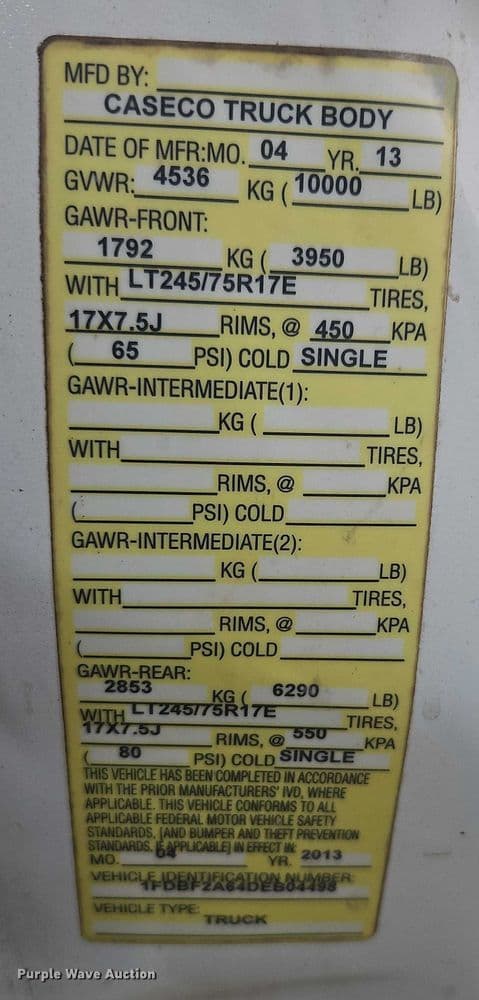 MFD BY:
CASECO TRUCK BODY
DATE OF MFR:MO. 04 YR. 13
GVWR: 4536 KG ( 10000 LB)
GAWR-FRONT:
1792 KG ( 3950 LB)
WITH LT245/75R17E TIRES,
17X7.5J RIMS, @ 450 KPA
( 65 PSI) COLD SINGLE
GAWR-INTERMEDIATE(1):
KG ( LB)
WITH TIRES,
RIMS, @ KPA
( PSI) COLD
GAWR-INTERMEDIATE(2):
KG ( LB)
WITH TIRES,
RIMS, @ KPA
( PSI) COLD
GAWR-REAR:
2853 KG ( 6290 LB)
WITH LT245/75R17E TIRES,
17X7.5J RIMS, @ 550 KPA
( 80 PSI) COLD SINGLE
THIS VEHICLE HAS BEEN COMPLETED IN ACCORDANCE
WITH THE PRIOR MANUFACTURERS' IVD, WHERE
APPLICABLE. THIS VEHICLE CONFORMS TO ALL
APPLICABLE FEDERAL MOTOR VEHICLE SAFETY
STANDARDS, [AND BUMPER AND THEFT PREVENTION
STANDARDS, IF APPLICABLE] IN EFFECT IN:
MO. 04 YR. 2013
VEHICLE IDENTIFICATION NUMBER:
1FDBF2A64DEB04498
VEHICLE TYPE:
TRUCK
Purple Wave Auction